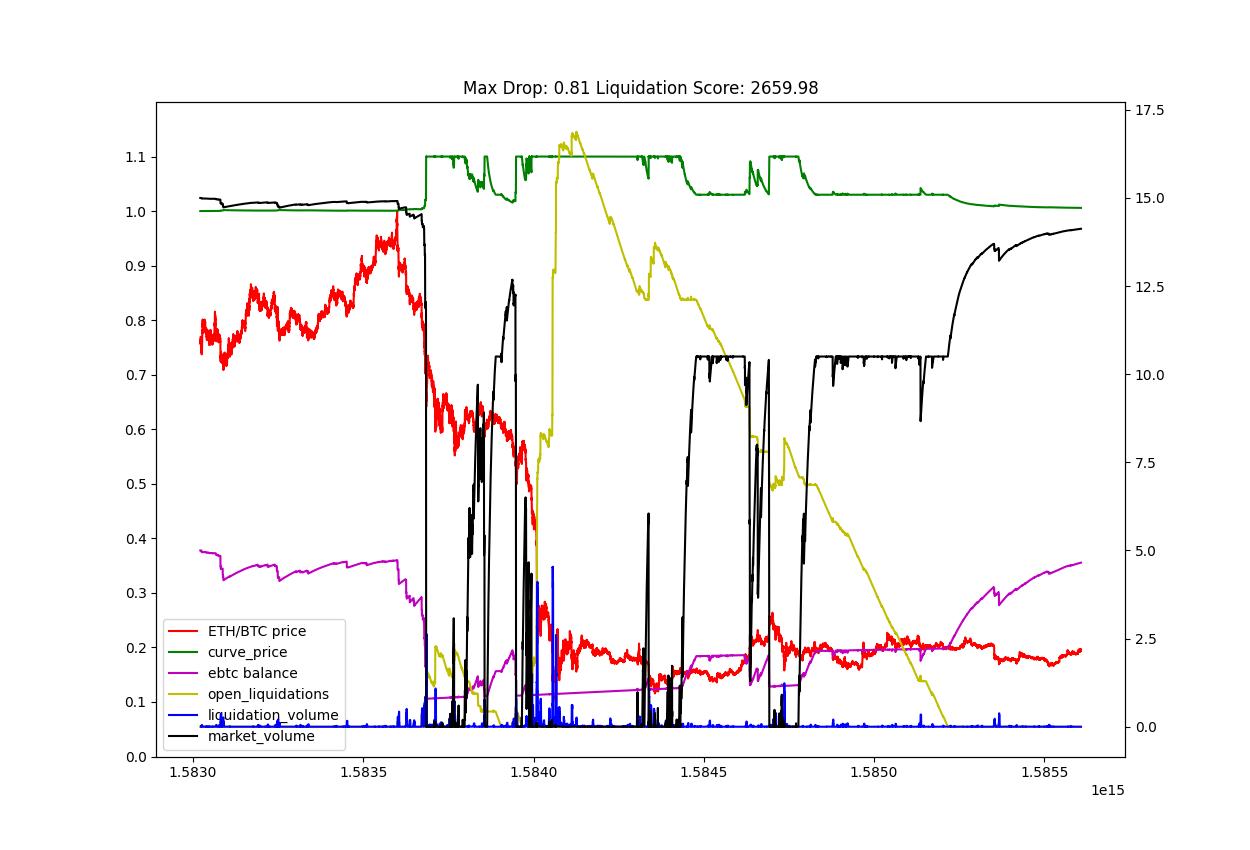 Max Drop: 0.81 Liquidation Score: 2659.98
1.1
1.0
0.9
0.8
0.7
0.6
0.5
0.4
0.3
0.2
0.1
0.0
17.5
15.0
12.5
10.0
7.5
5.0
2.5
0.0
ETH/BTC price
curve_price
ebtc balance
open_liquidations
liquidation_volume
market_volume
1.5830 1.5835 1.5840 1.5845 1.5850 1.5855
1e15